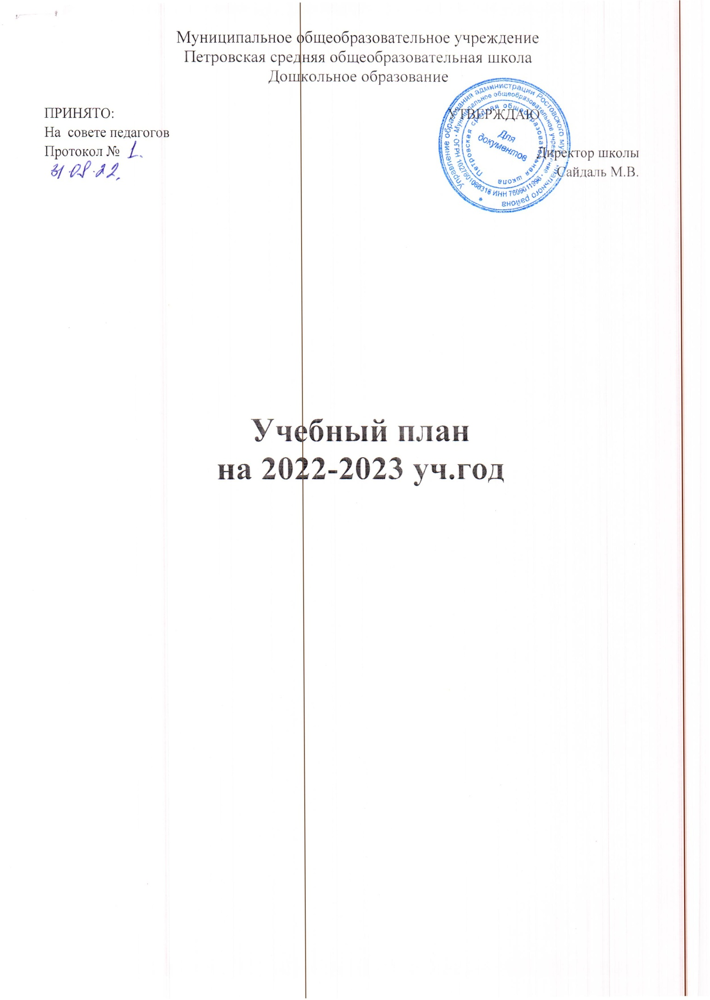 Муниципальное общеобразовательное учреждение
Петровская средняя общеобразовательная школа
Дошкольное образование
ПРИНЯТО:
УТВЕРЖДАЮ
На совете педагогов
Протокол № 1.
Директор школы
31.08.22.
Сайдаль М.В.
Управление образования администрации Ростовского муниципального района *
Муниципальное общеобразовательное учреждение • ОГРН 1027601068318 ИНН 7609011996 •
Петровская средняя общеобразовательная школа
Для
документов
Учебный план
на 2022-2023 уч.год